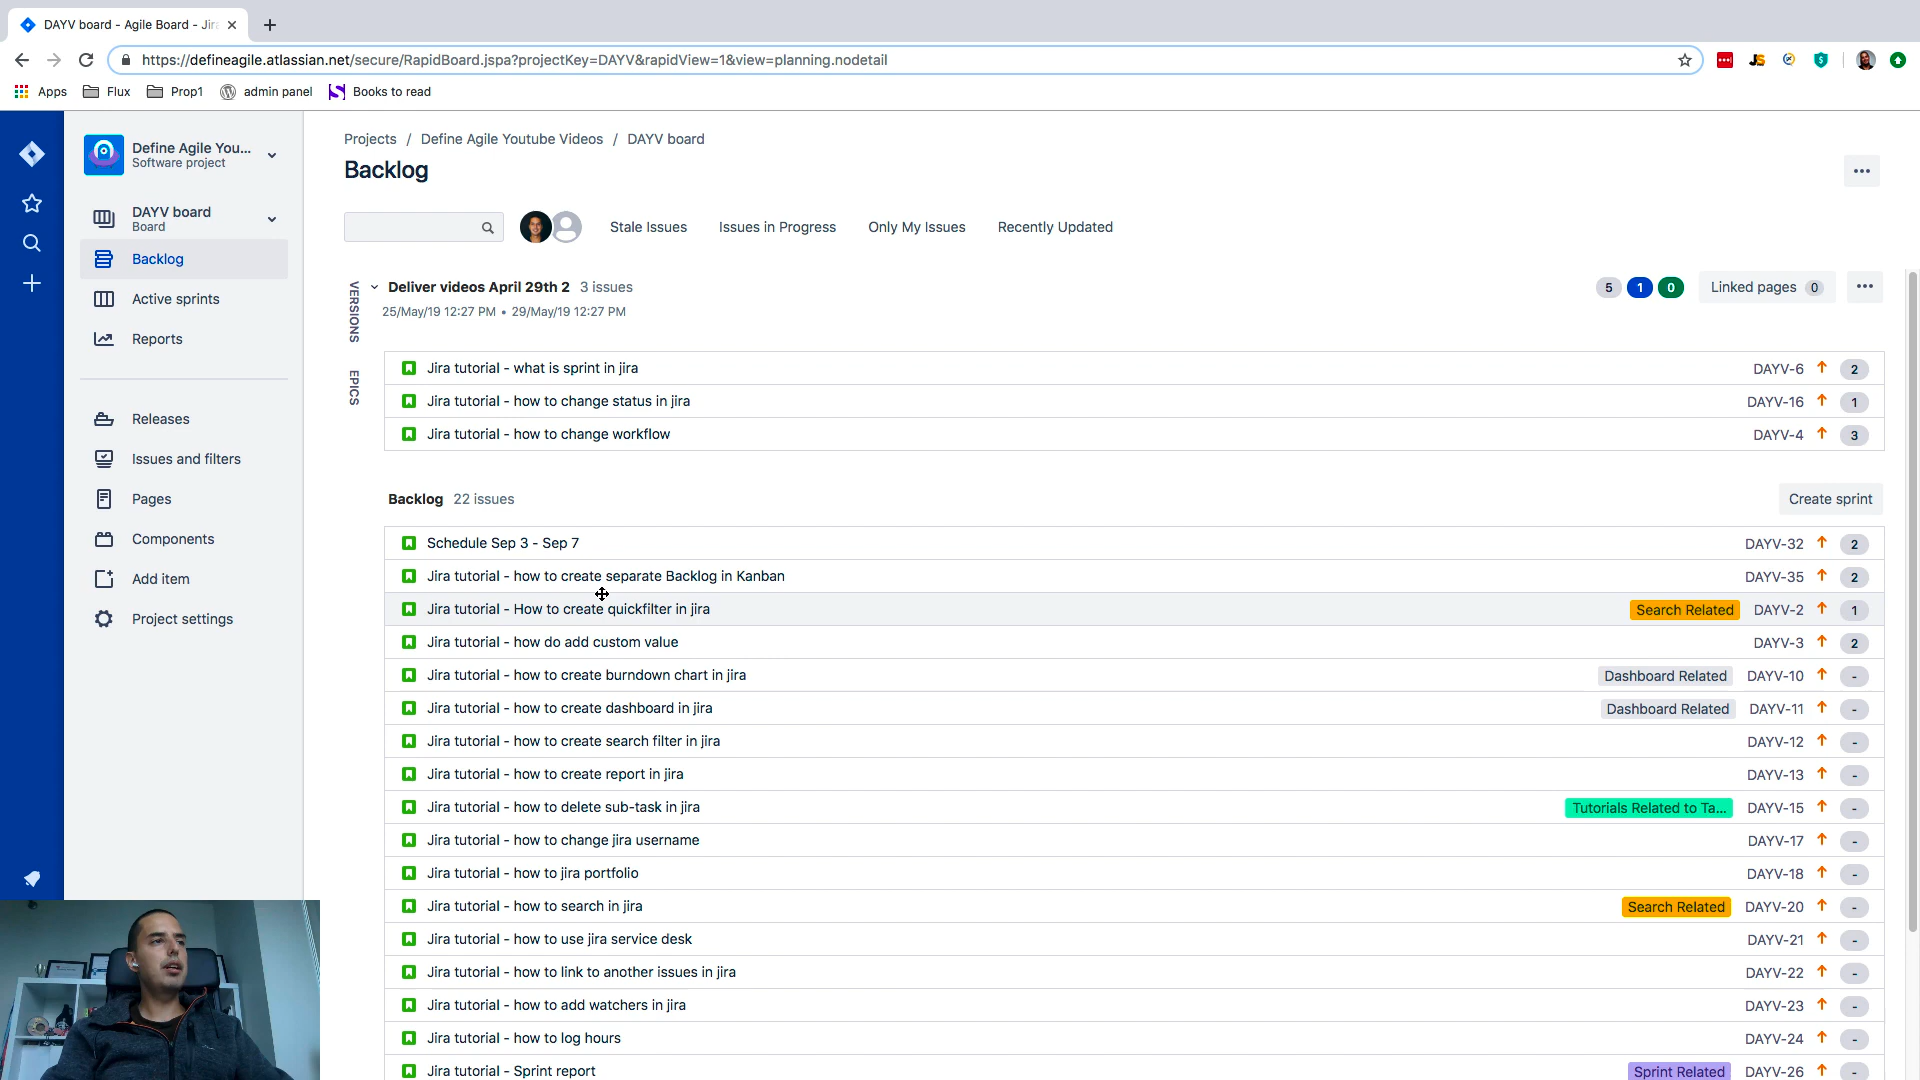 DAYV board - Agile Board - Jir
https://defineagile.atlassian.net/secure/RapidBoard.jspa?projectKey=DAYV&rapidView=1&view=planning.nodetail
Apps Flux Prop1 admin panel Books to read
Define Agile You...
Software project
DAYV board
Board
Backlog
Active sprints
Reports
Releases
Issues and filters
Pages
Components
Add item
Project settings
Projects / Define Agile Youtube Videos / DAYV board
Backlog
Stale Issues Issues in Progress Only My Issues Recently Updated
VERSIONS
EPICS
Deliver videos April 29th 2 3 issues 5 1 0 Linked pages 0
25/May/19 12:27 PM • 29/May/19 12:27 PM
Jira tutorial - what is sprint in jira DAYV-6 2
Jira tutorial - how to change status in jira DAYV-16 1
Jira tutorial - how to change workflow DAYV-4 3
Backlog 22 issues Create sprint
Schedule Sep 3 - Sep 7 DAYV-32 2
Jira tutorial - how to create separate Backlog in Kanban DAYV-35 2
Jira tutorial - How to create quickfilter in jira Search Related DAYV-2 1
Jira tutorial - how do add custom value DAYV-3 2
Jira tutorial - how to create burndown chart in jira Dashboard Related DAYV-10 -
Jira tutorial - how to create dashboard in jira Dashboard Related DAYV-11 -
Jira tutorial - how to create search filter in jira DAYV-12 -
Jira tutorial - how to create report in jira DAYV-13 -
Jira tutorial - how to delete sub-task in jira Tutorials Related to Ta... DAYV-15 -
Jira tutorial - how to change jira username DAYV-17 -
Jira tutorial - how to jira portfolio DAYV-18 -
Jira tutorial - how to search in jira Search Related DAYV-20 -
Jira tutorial - how to use jira service desk DAYV-21 -
Jira tutorial - how to link to another issues in jira DAYV-22 -
Jira tutorial - how to add watchers in jira DAYV-23 -
Jira tutorial - how to log hours DAYV-24 -
Jira tutorial - Sprint report Sprint Related DAYV-26 -